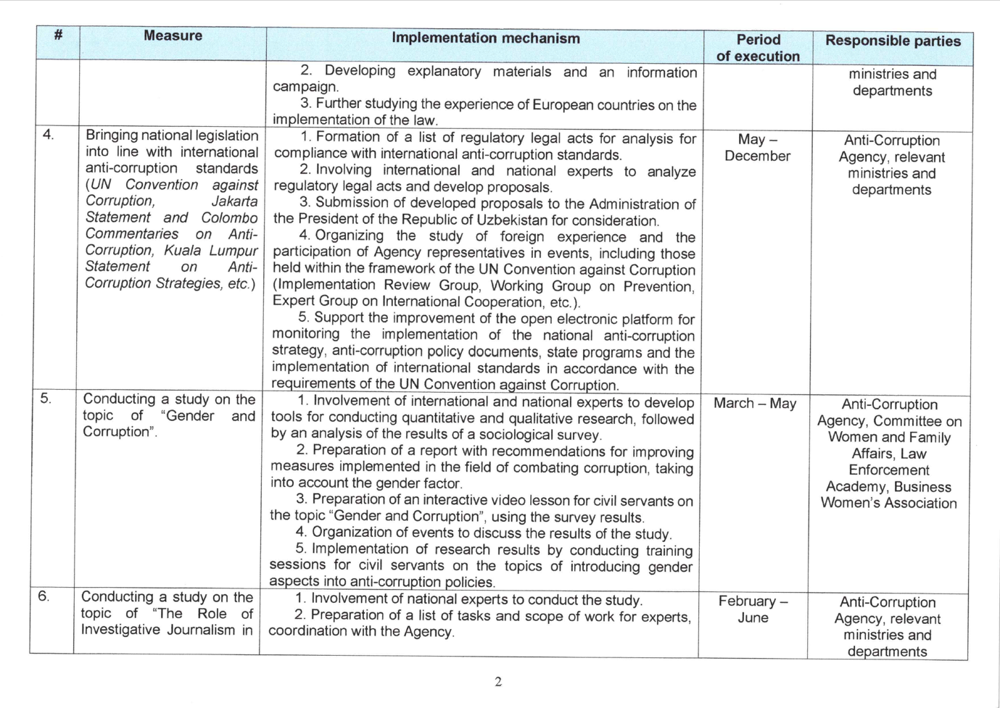 #
Measure
Implementation mechanism
Period
of execution
Responsible parties
2. Developing explanatory materials and an information
campaign.
3. Further studying the experience of European countries on the
implementation of the law.
ministries and
departments
4.
Bringing national legislation
into line with international
anti-corruption standards
(UN Convention against
Corruption, Jakarta
Statement and Colombo
Commentaries on Anti-
Corruption, Kuala Lumpur
Statement on Anti-
Corruption Strategies, etc.)
1. Formation of a list of regulatory legal acts for analysis for
compliance with international anti-corruption standards.
2. Involving international and national experts to analyze
regulatory legal acts and develop proposals.
3. Submission of developed proposals to the Administration of
the President of the Republic of Uzbekistan for consideration.
4. Organizing the study of foreign experience and the
participation of Agency representatives in events, including those
held within the framework of the UN Convention against Corruption
(Implementation Review Group, Working Group on Prevention,
Expert Group on International Cooperation, etc.).
5. Support the improvement of the open electronic platform for
monitoring the implementation of the national anti-corruption
strategy, anti-corruption policy documents, state programs and the
implementation of international standards in accordance with the
requirements of the UN Convention against Corruption.
May –
December
Anti-Corruption
Agency, relevant
ministries and
departments
5.
Conducting a study on the
topic of “Gender and
Corruption”.
1. Involvement of international and national experts to develop
tools for conducting quantitative and qualitative research, followed
by an analysis of the results of a sociological survey.
2. Preparation of a report with recommendations for improving
measures implemented in the field of combating corruption, taking
into account the gender factor.
3. Preparation of an interactive video lesson for civil servants on
the topic “Gender and Corruption”, using the survey results.
4. Organization of events to discuss the results of the study.
5. Implementation of research results by conducting training
sessions for civil servants on the topics of introducing gender
aspects into anti-corruption policies.
March – May
Anti-Corruption
Agency, Committee on
Women and Family
Affairs, Law
Enforcement
Academy, Business
Women’s Association
6.
Conducting a study on the
topic of “The Role of
Investigative Journalism in
1. Involvement of national experts to conduct the study.
2. Preparation of a list of tasks and scope of work for experts,
coordination with the Agency.
February –
June
Anti-Corruption
Agency, relevant
ministries and
departments
2